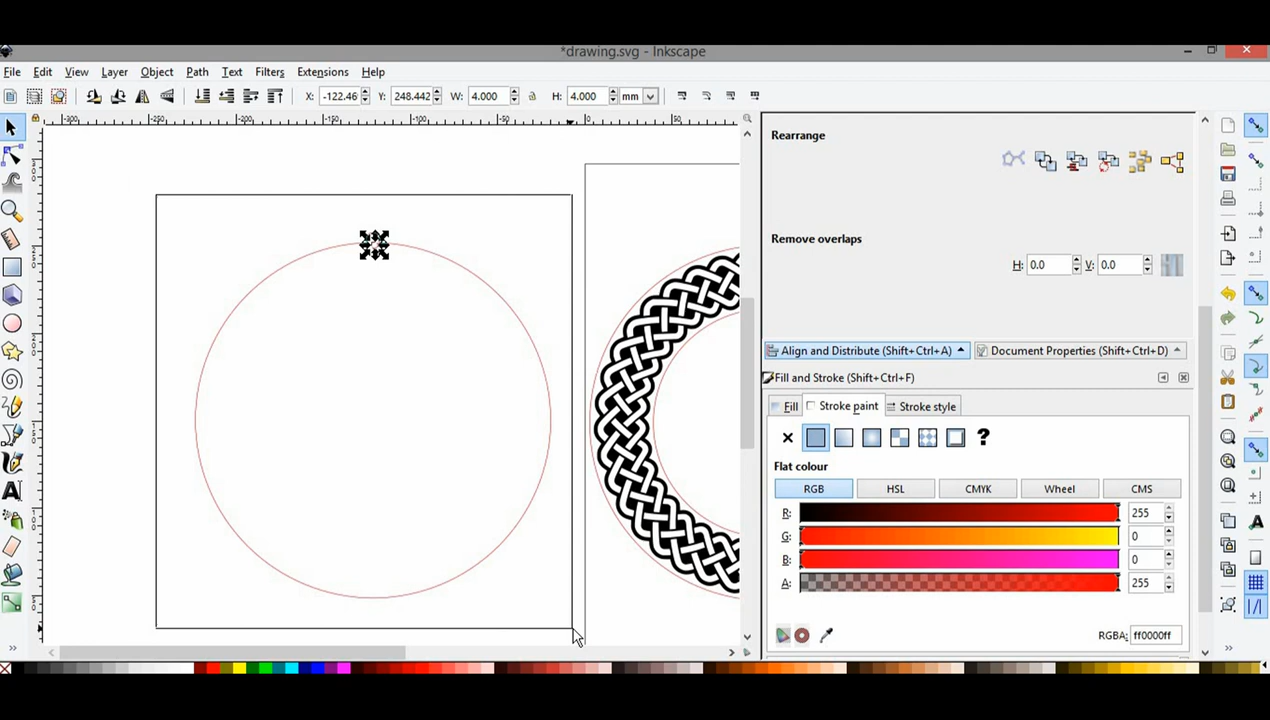 *drawing.svg - Inkscape
File Edit View Layer Object Path Text Filters Extensions Help
X: -122.46 Y: 248.442 W: 4.000 H: 4.000 mm
Rearrange
Remove overlaps
H: 0.0 V: 0.0
Align and Distribute (Shift+Ctrl+A) Document Properties (Shift+Ctrl+D)
Fill and Stroke (Shift+Ctrl+F)
Fill Stroke paint Stroke style
?
Flat colour
RGB HSL CMYK Wheel CMS
R: 255
G: 0
B: 0
A: 255
RGBA: ff0000ff